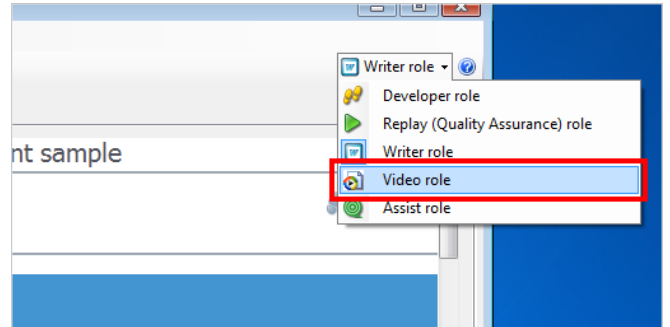 Writer role
Developer role
Replay (Quality Assurance) role
nt sample
Writer role
Video role
Assist role